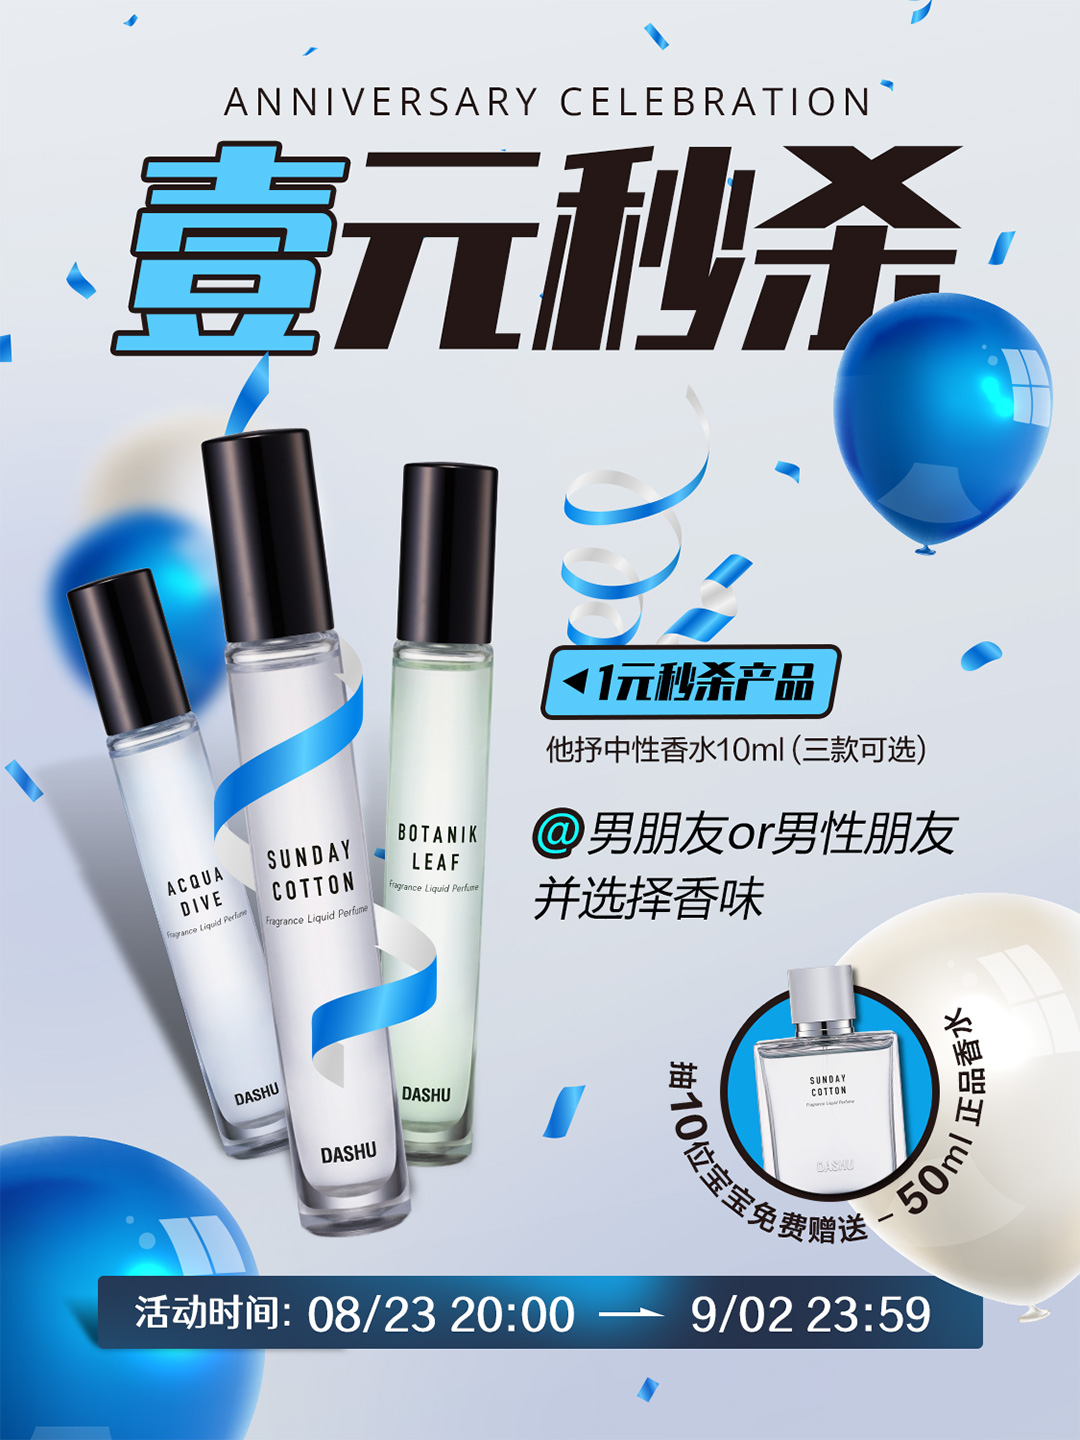 ANNIVERSARY CELEBRATION
壹元秒杀
◀1元秒杀产品
他抒中性香水10ml (三款可选)
@男朋友or男性朋友
并选择香味
ACQUA
DIVE
Fragrance Liquid Perfume
DASHU
SUNDAY
COTTON
Fragrance Liquid Perfume
DASHU
BOTANIK
LEAF
Fragrance Liquid Perfume
DASHU
SUNDAY
COTTON
Fragrance Liquid Perfume
DASHU
抽10位宝宝免费赠送 – 50ml 正品香水
活动时间: 08/23 20:00 → 9/02 23:59